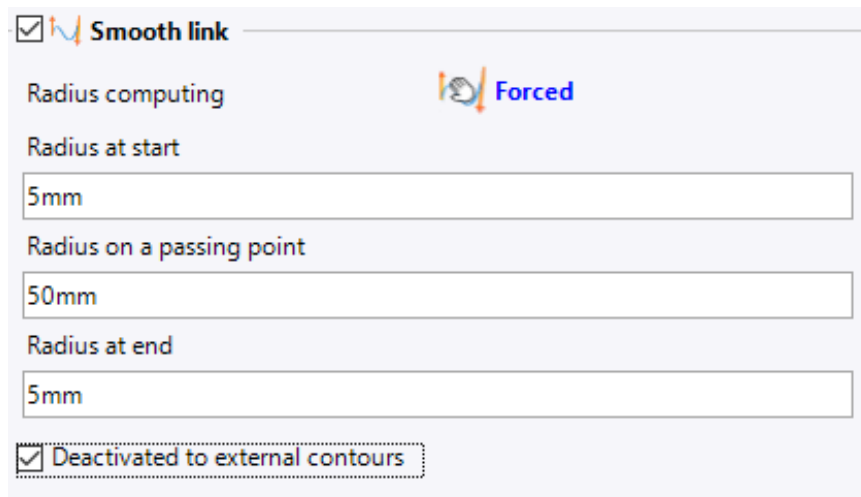 Smooth link
Radius computing Forced
Radius at start
5mm
Radius on a passing point
50mm
Radius at end
5mm
Deactivated to external contours